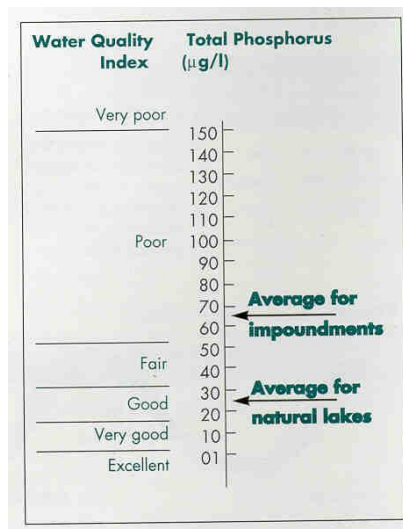 Water Quality Index
Total Phosphorus (µg/l)
Very poor
150
140
130
120
110
Poor
100
90
80
70
Average for impoundments
60
50
Fair
40
30
Average for natural lakes
Good
20
Very good
10
01
Excellent